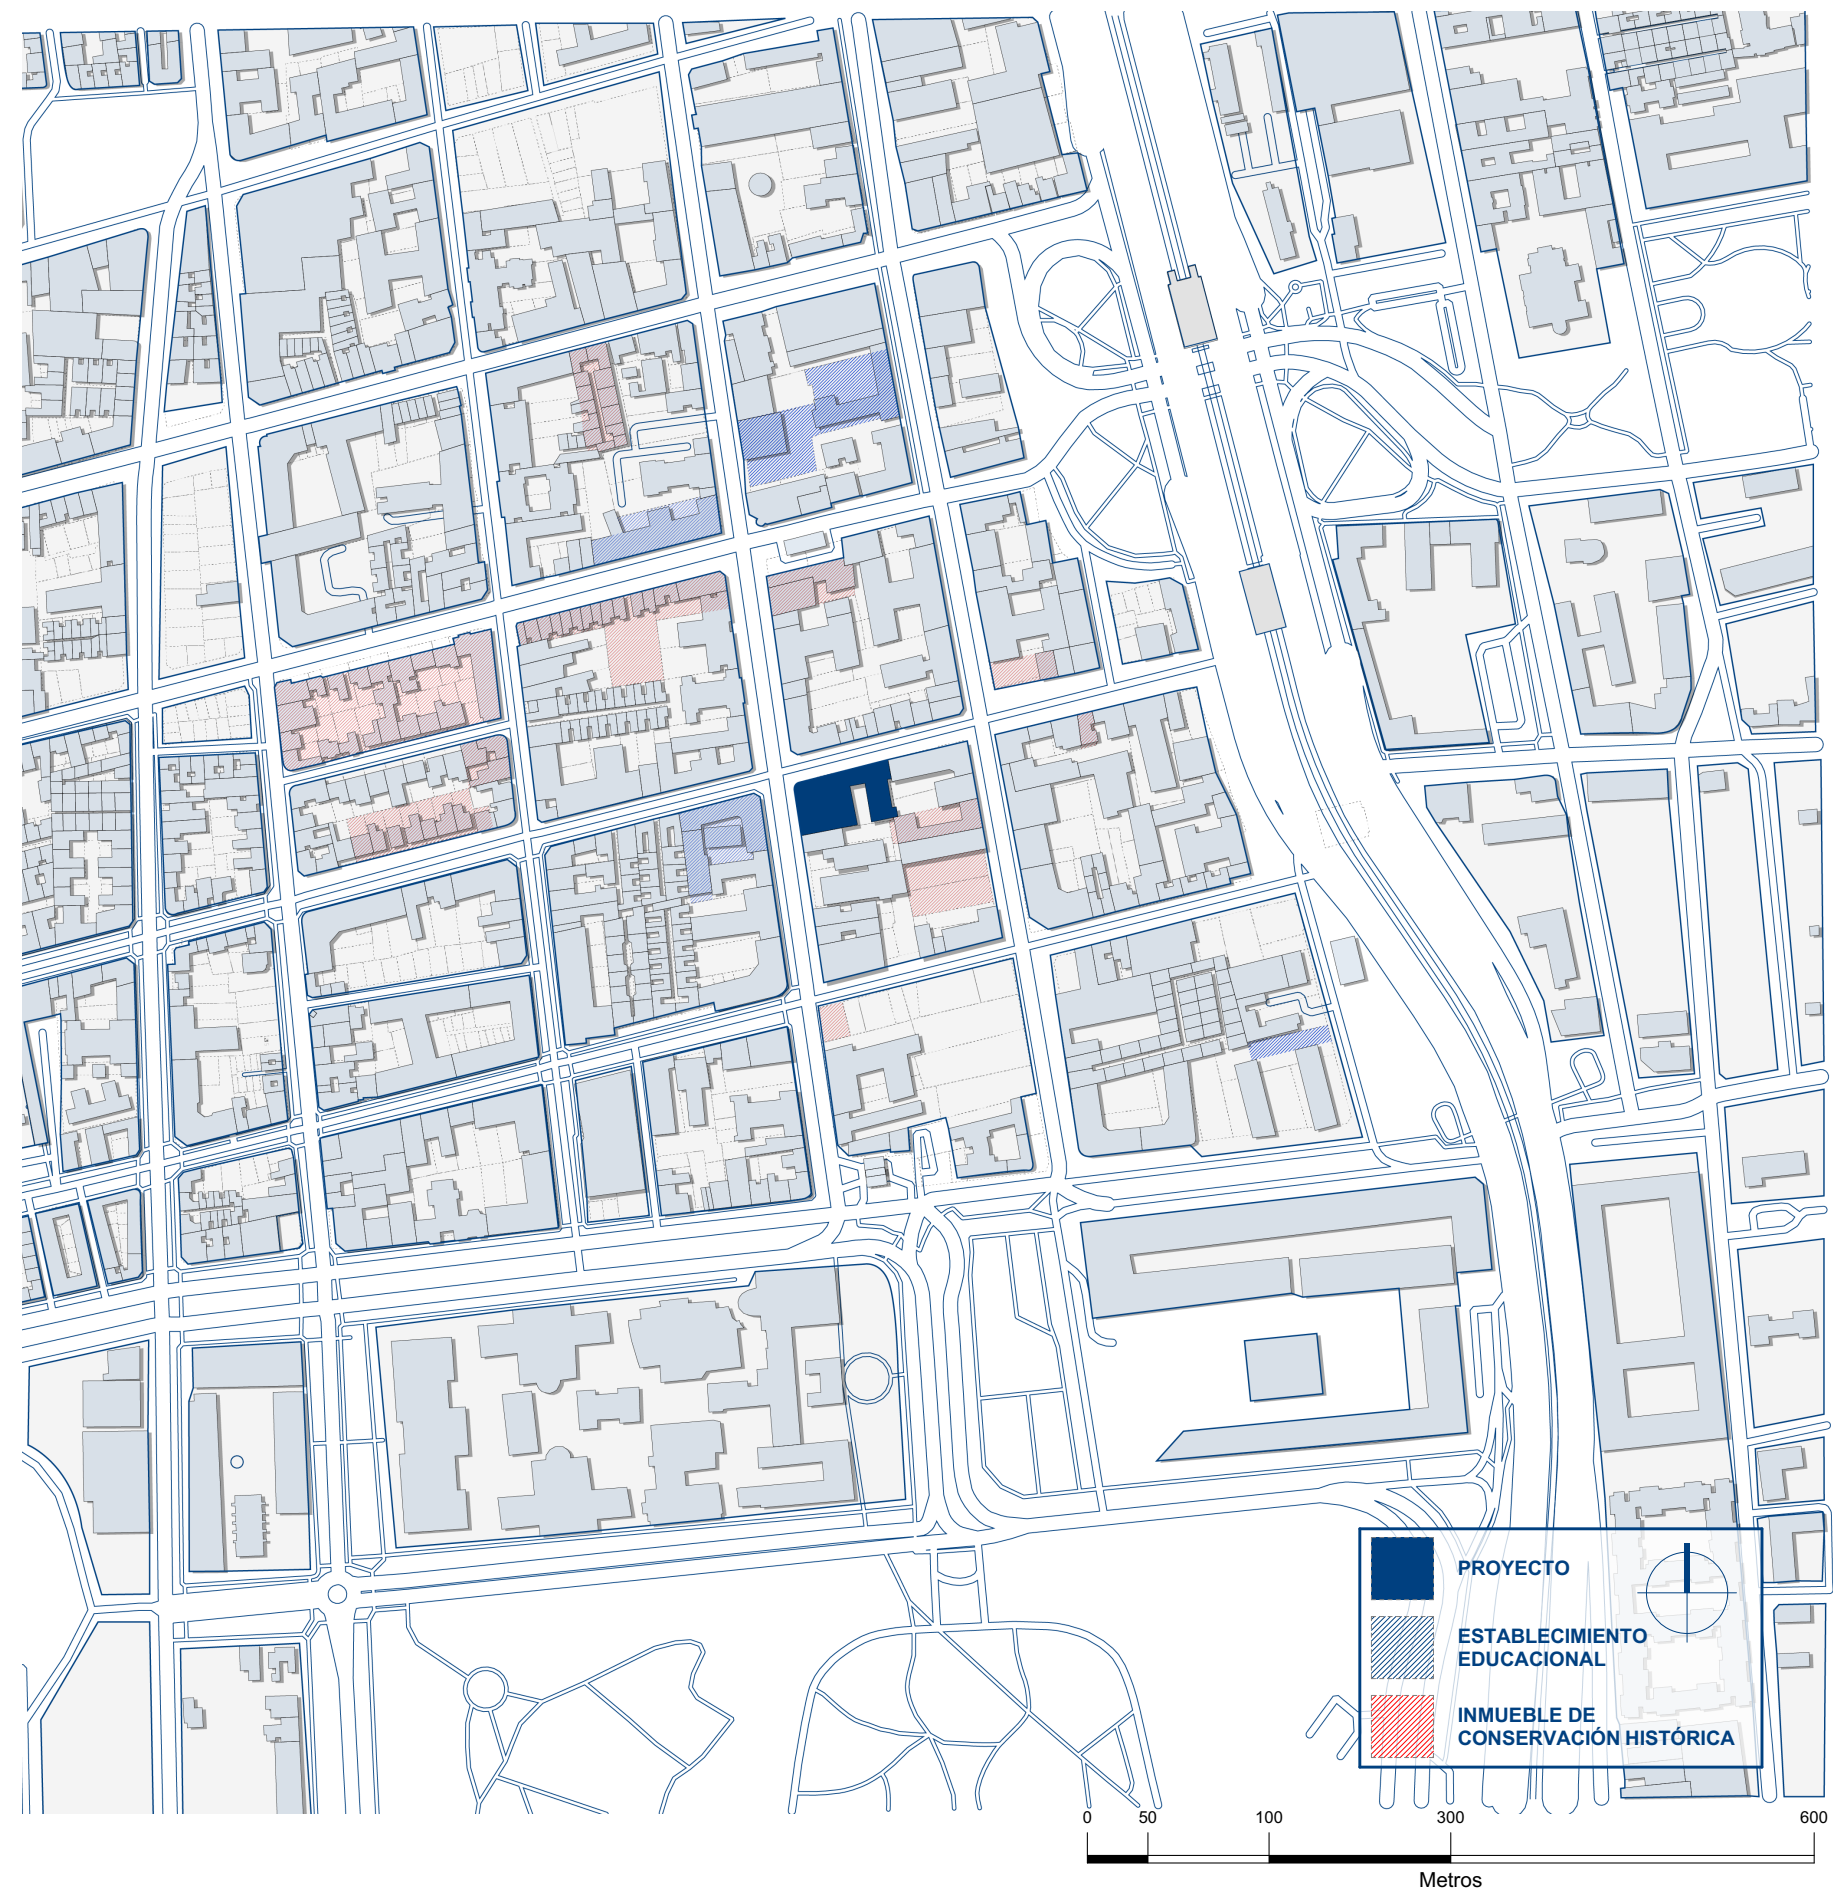 PROYECTO
ESTABLECIMIENTO
EDUCACIONAL
INMUEBLE DE
CONSERVACIÓN HISTÓRICA
0 50 100 300 600
Metros